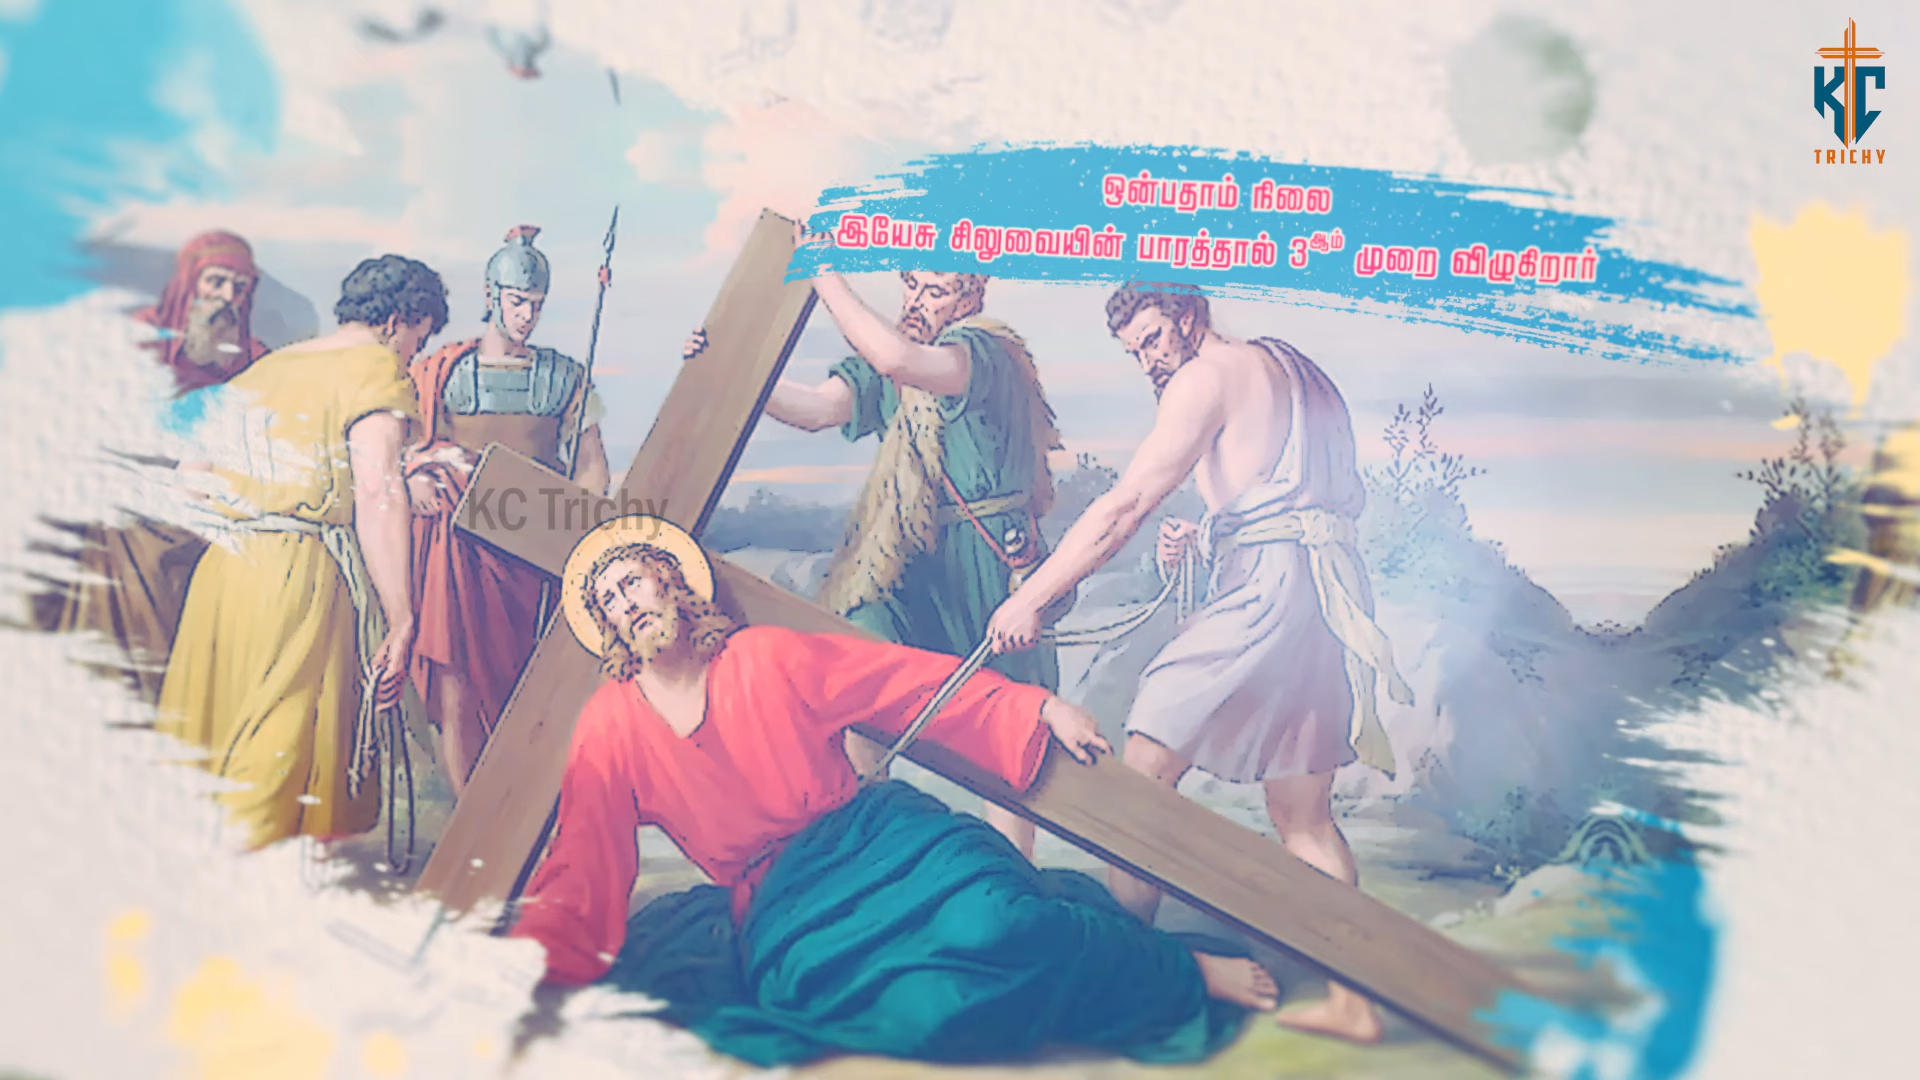 KC
TRICHY
ஒன்பதாம் நிலை
இயேசு சிலுவையின் பாரத்தால் 3ஆம் முறை விழுகிறார்
KC Trichy